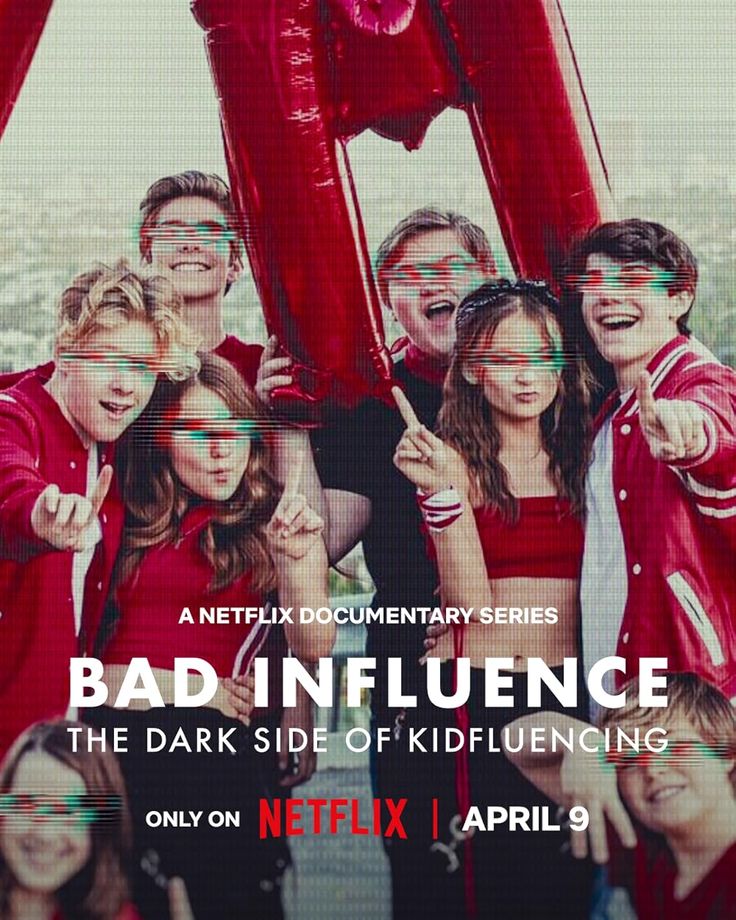 A NETFLIX DOCUMENTARY SERIES
BAD INFLUENCE
THE DARK SIDE OF KIDFLUENCING
ONLY ON NETFLIX | APRIL 9